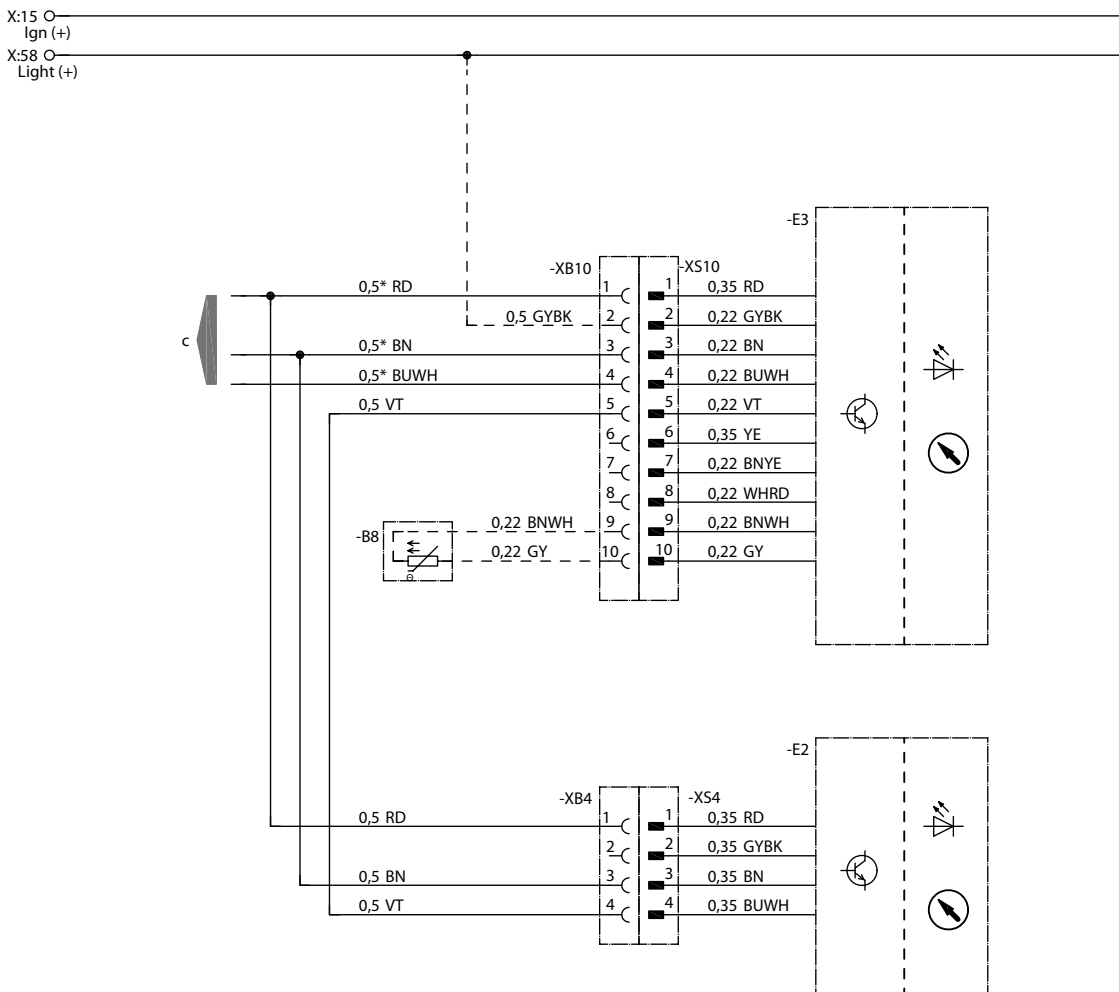 X:15
Ign (+)
X:58
Light (+)
-E3
-XB10 -XS10
0,5* RD 1 1 0,35 RD
0,5 GYBK 2 2 0,22 GYBK
c
0,5* BN 3 3 0,22 BN
0,5* BUWH 4 4 0,22 BUWH
0,5 VT 5 5 0,22 VT
6 6 0,35 YE
7 7 0,22 BNYE
8 8 0,22 WHRD
-B8 0,22 BNWH 9 9 0,22 BNWH
0,22 GY 10 10 0,22 GY
Θ
-E2
-XB4 -XS4
0,5 RD 1 1 0,35 RD
2 2 0,35 GYBK
0,5 BN 3 3 0,35 BN
0,5 VT 4 4 0,35 BUWH